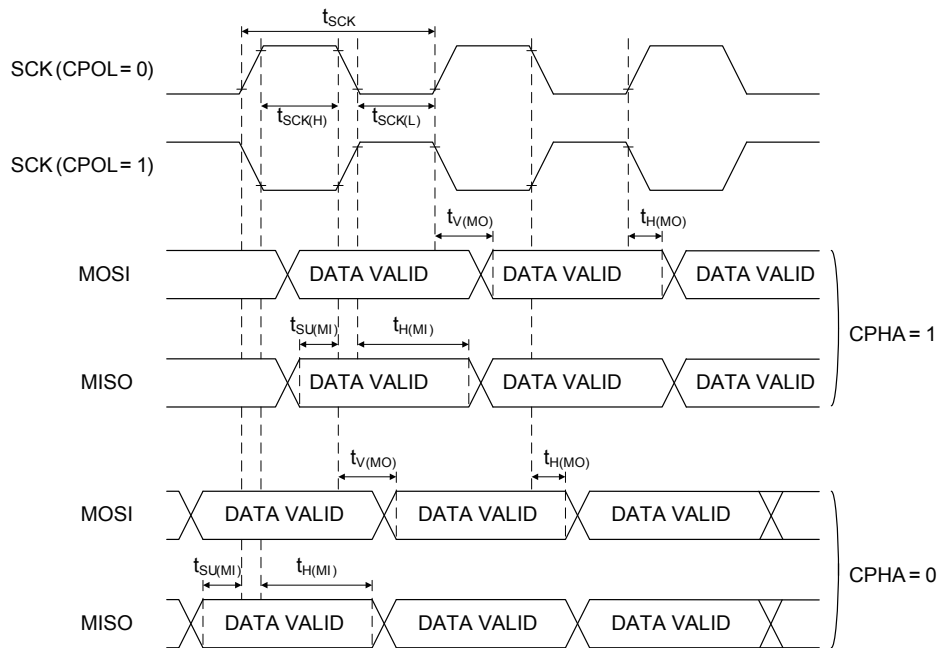 tSCK
SCK (CPOL = 0)
tSCK(H) tSCK(L)
SCK (CPOL = 1)
tV(MO) tH(MO)
MOSI DATA VALID DATA VALID DATA VALID
tSU(MI) tH(MI)
CPHA = 1
MISO DATA VALID DATA VALID DATA VALID
tV(MO) tH(MO)
MOSI DATA VALID DATA VALID DATA VALID
tSU(MI) tH(MI)
CPHA = 0
MISO DATA VALID DATA VALID DATA VALID